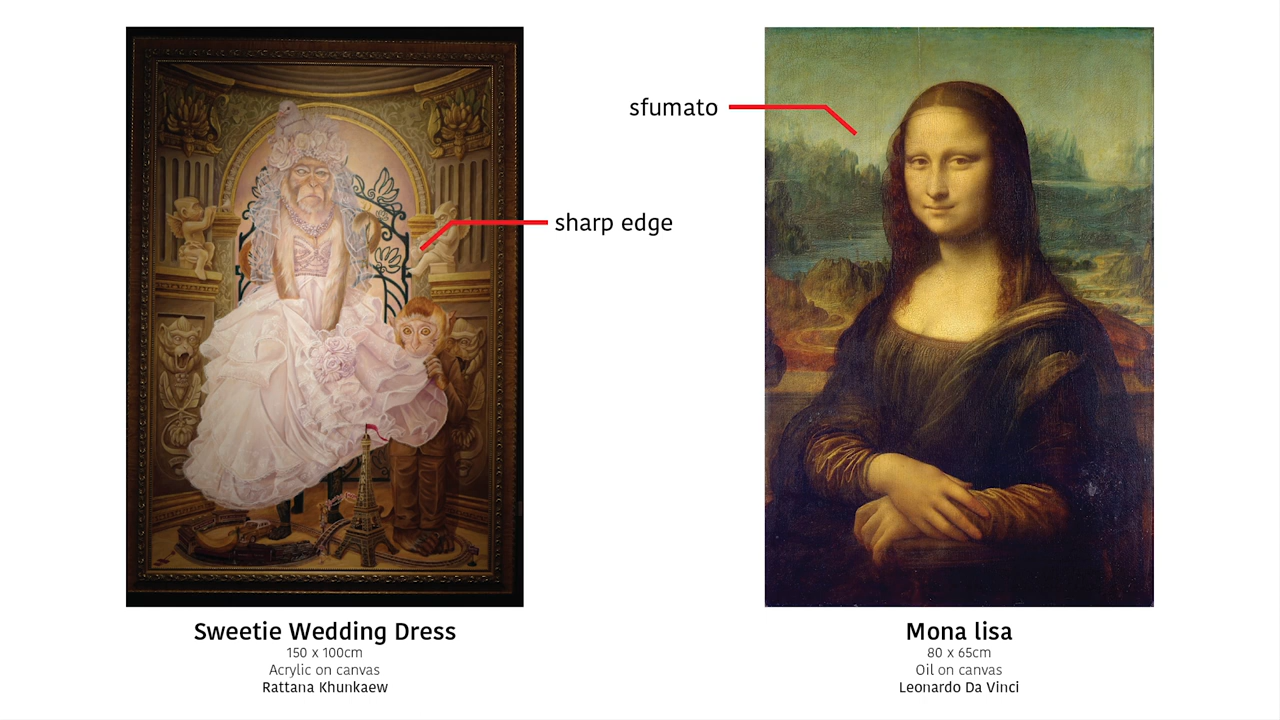 sfumato
sharp edge
Sweetie Wedding Dress
150 x 100cm
Acrylic on canvas
Rattana Khunkaew
Mona lisa
80 x 65cm
Oil on canvas
Leonardo Da Vinci